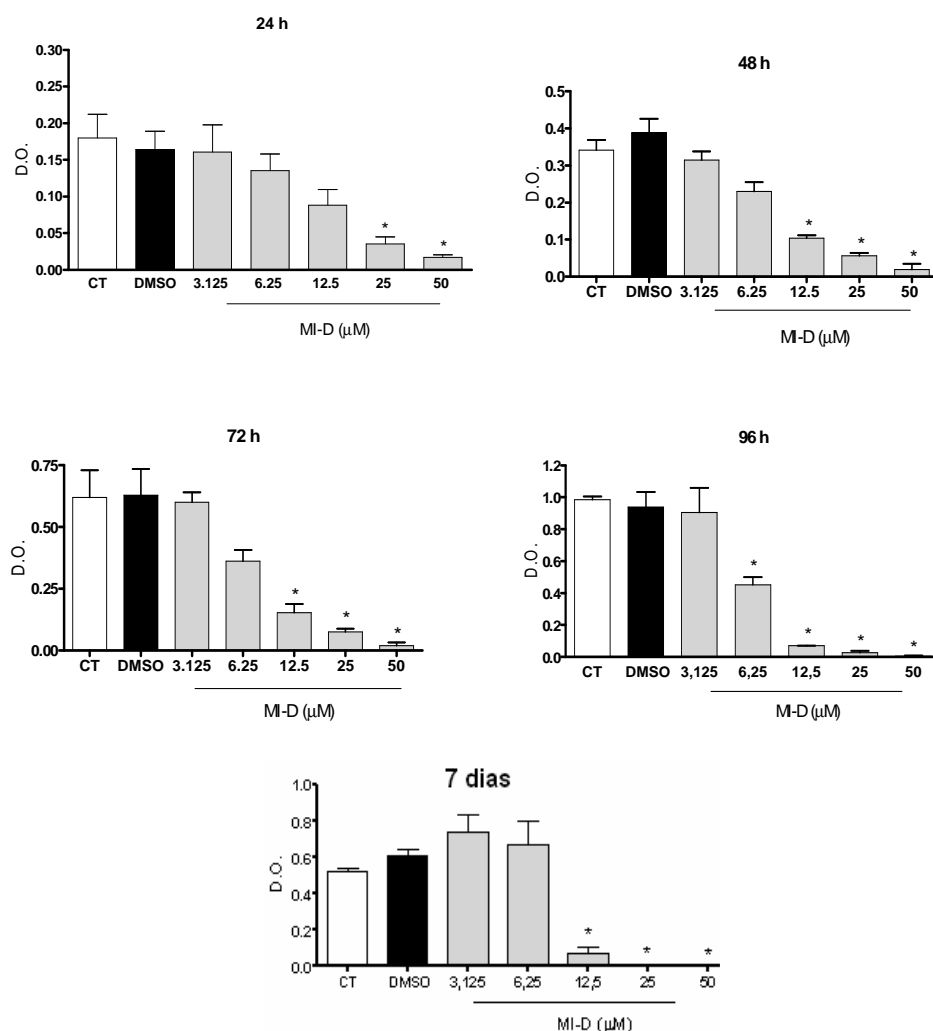 24 h
0.30
0.25
0.20
0.15
0.10
0.05
0.00
D.O.
* *
CT DMSO 3.125 6.25 12.5 25 50
MI-D (µM)
48 h
0.5
0.4
0.3
0.2
0.1
0.0
D.O.
* * *
CT DMSO 3.125 6.25 12.5 25 50
MI-D (µM)
72 h
0.75
0.50
0.25
0.00
D.O.
* * *
CT DMSO 3.125 6.25 12.5 25 50
MI-D (µM)
96 h
1.2
1.0
0.8
0.6
0.4
0.2
0.0
D.O.
* * * *
CT DMSO 3,125 6,25 12,5 25 50
MI-D (µM)
7 dias
1.0
0.8
0.6
0.4
0.2
0.0
D.O.
* * *
CT DMSO 3,125 6,25 12,5 25 50
MI-D (µM)